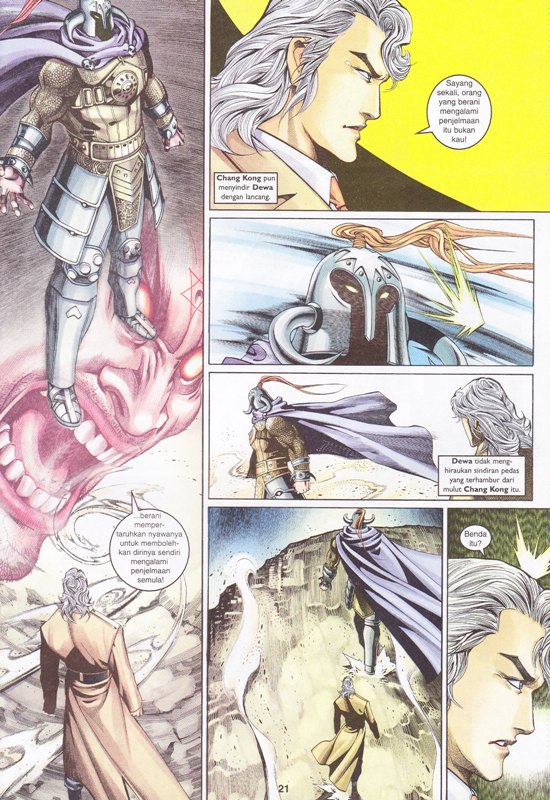 ..berani
memper-
taruhkan nyawanya
untuk memboleh-
kan dirinya sendiri
mengalami
penjelmaan
semula!
Sayang
sekali, orang
yang berani
mengalami
penjelmaan
itu bukan
kau!
Chang Kong pun
menyindir Dewa
dengan lancang.
Dewa tidak meng-
hiraukan sindiran pedas
yang terhambur dari
mulut Chang Kong itu.
Benda
itu?
21